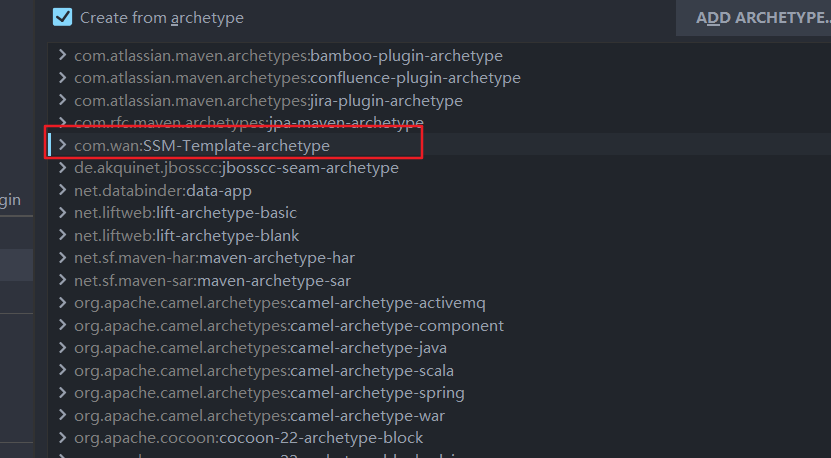 Create from archetype
ADD ARCHETYPE..
com.atlassian.maven.archetypes:bamboo-plugin-archetype
com.atlassian.maven.archetypes:confluence-plugin-archetype
com.atlassian.maven.archetypes:jira-plugin-archetype
com.rfc.maven.archetypes:jpa-maven-archetype
com.wan:SSM-Template-archetype
de.akquinet.jbosscc:jbosscc-seam-archetype
net.databinder:data-app
gin
net.liftweb:lift-archetype-basic
net.liftweb:lift-archetype-blank
net.sf.maven-har:maven-archetype-har
net.sf.maven-sar:maven-archetype-sar
org.apache.camel.archetypes:camel-archetype-activemq
org.apache.camel.archetypes:camel-archetype-component
org.apache.camel.archetypes:camel-archetype-java
org.apache.camel.archetypes:camel-archetype-scala
org.apache.camel.archetypes:camel-archetype-spring
org.apache.camel.archetypes:camel-archetype-war
org.apache.cocoon:cocoon-22-archetype-block